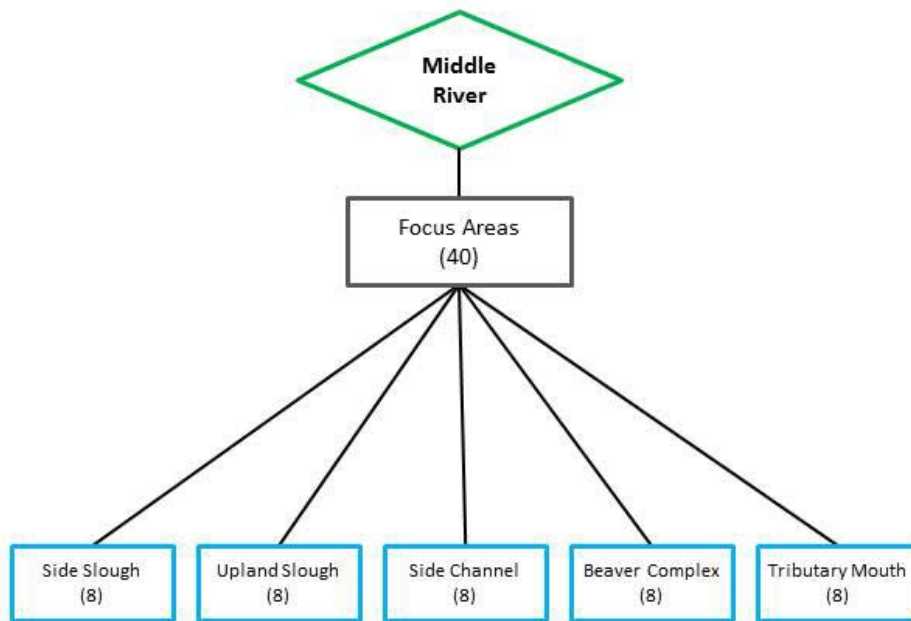 Middle
River
Focus Areas
(40)
Side Slough
(8)
Upland Slough
(8)
Side Channel
(8)
Beaver Complex
(8)
Tributary Mouth
(8)